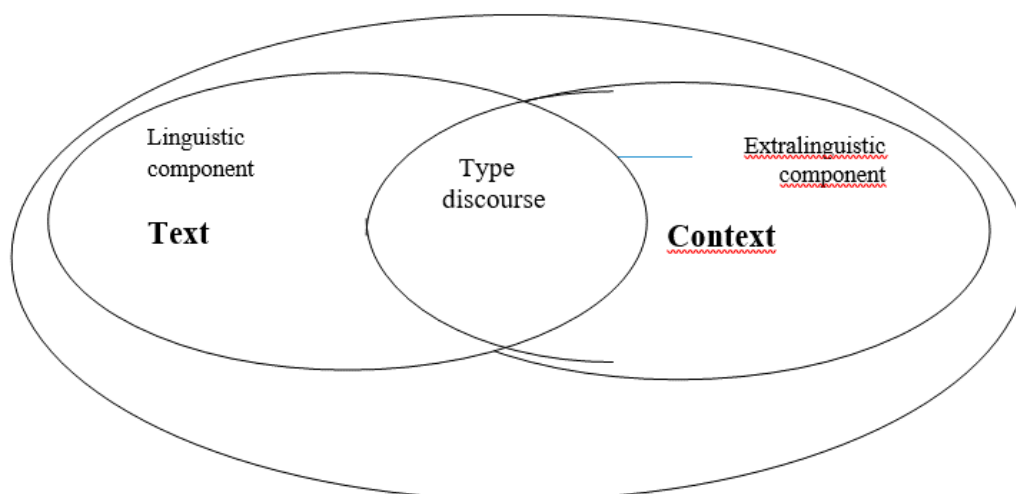 Linguistic
component
Text
Type
discourse
Extralinguistic
component
Context